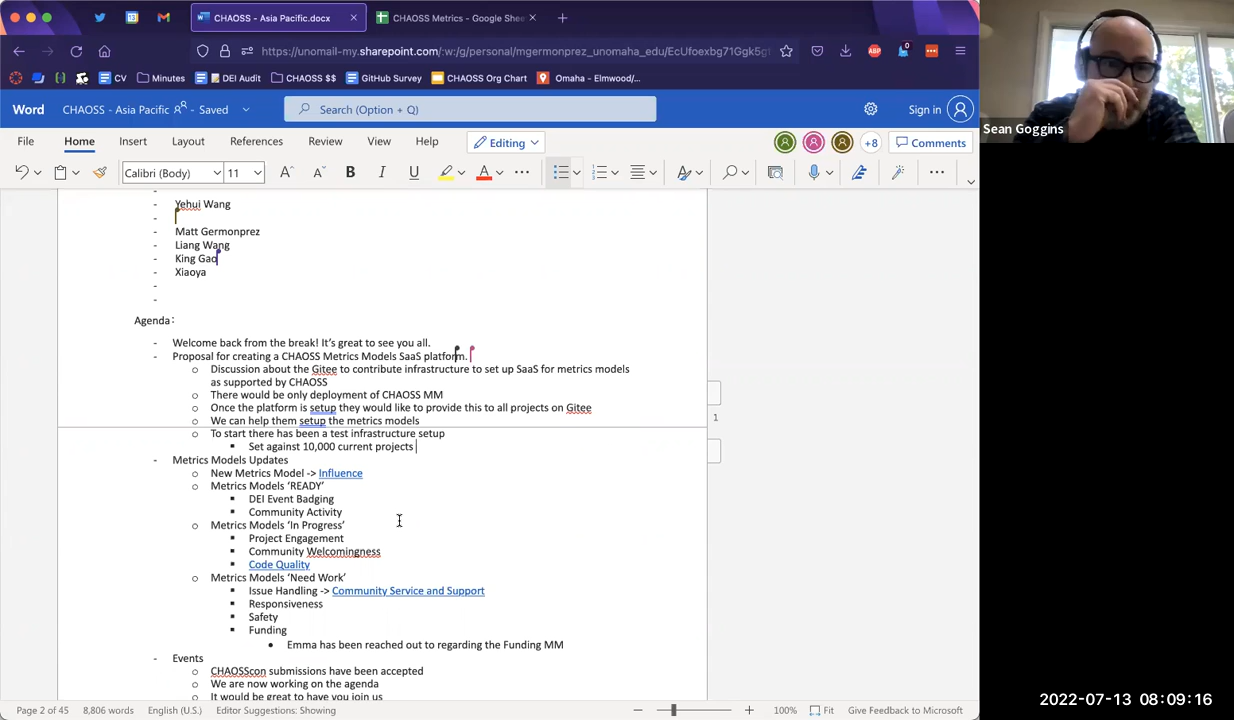 CHAOSS - Asia Pacific.docx
CHAOSS Metrics - Google She
https://unomail-my.sharepoint.com/:w:/g/personal/mgermonprez_unomaha_edu/EcUfoexbg71Ggk5gf
CV
Minutes
DEI Audit
CHAOSS $$
GitHub Survey
CHAOSS Org Chart
Omaha - Elmwood/...
Word
CHAOSS - Asia Pacific
- Saved
Search (Option + Q)
Sign in
Sean Goggins
File
Home
Insert
Layout
References
Review
View
Help
Editing
+8
Comments
Calibri (Body)
11
- Yehui Wang
-
- Matt Germonprez
- Liang Wang
- King Gao
- Xiaoya
-
-
Agenda:
- Welcome back from the break! It's great to see you all.
- Proposal for creating a CHAOSS Metrics Models SaaS platform.
o Discussion about the Gitee to contribute infrastructure to set up SaaS for metrics models
as supported by CHAOSS
o There would be only deployment of CHAOSS MM
o Once the platform is setup they would like to provide this to all projects on Gitee
o We can help them setup the metrics models
1
o To start there has been a test infrastructure setup
▪ Set against 10,000 current projects
- Metrics Models Updates
o New Metrics Model -> Influence
o Metrics Models 'READY'
▪ DEI Event Badging
▪ Community Activity
o Metrics Models 'In Progress'
▪ Project Engagement
▪ Community Welcomingness
▪ Code Quality
o Metrics Models 'Need Work'
▪ Issue Handling -> Community Service and Support
▪ Responsiveness
▪ Safety
▪ Funding
• Emma has been reached out to regarding the Funding MM
- Events
o CHAOSScon submissions have been accepted
o We are now working on the agenda
o It would be great to have you join us
Page 2 of 45
8,806 words
English (U.S.)
Editor Suggestions: Showing
100%
Fit
Give Feedback to Microsoft
2022-07-13 08:09:16